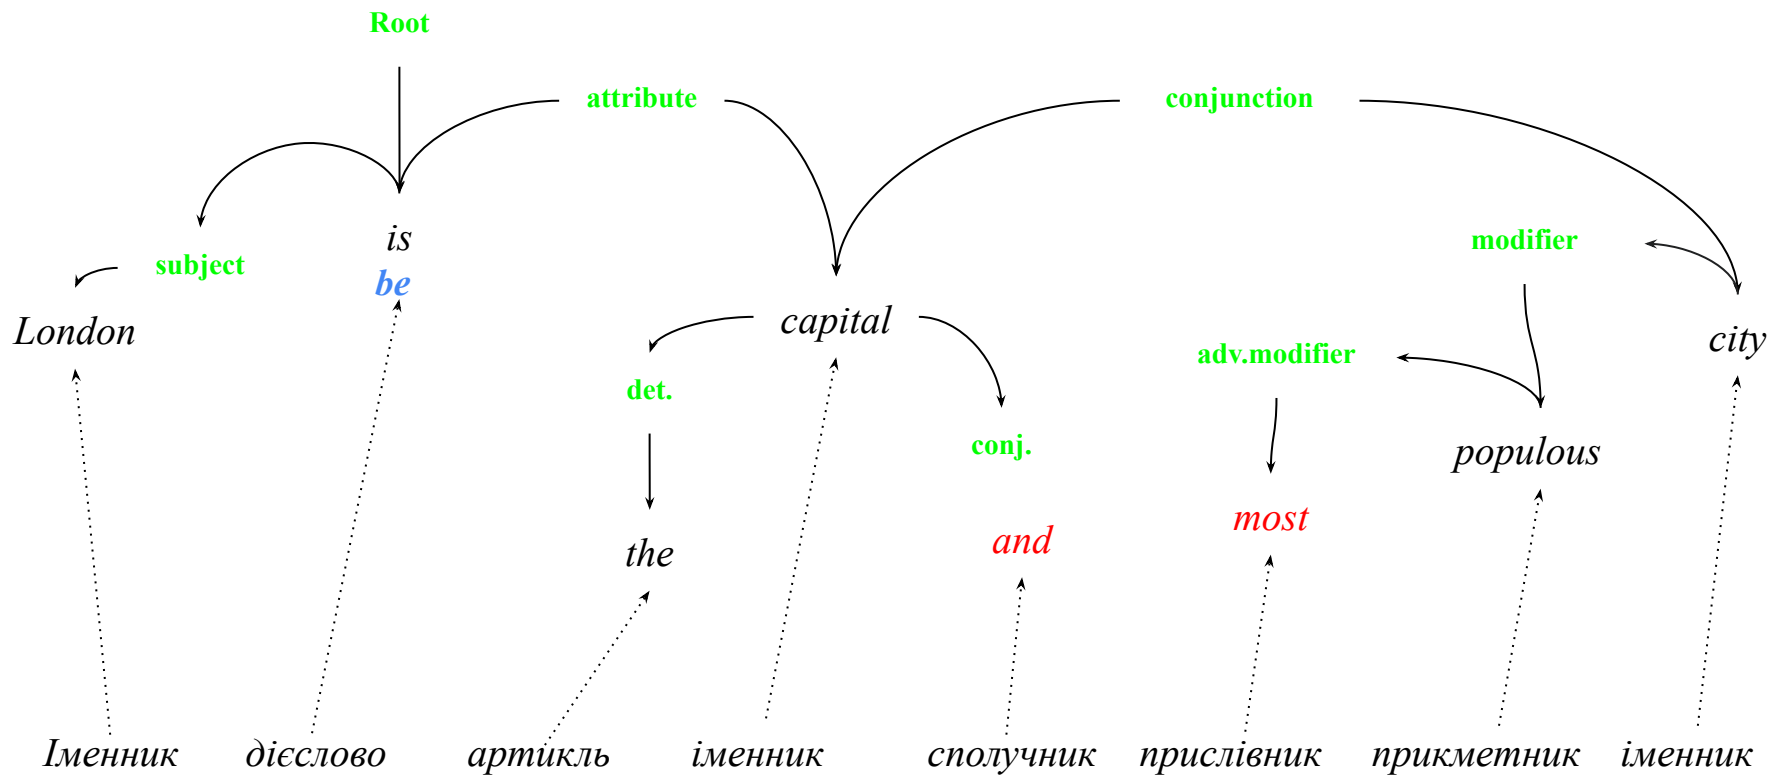 Root
attribute
conjunction
is
modifier
subject
be
capital
London
city
adv.modifier
det.
conj.
populous
most
and
the
Іменник дієслово артикль іменник сполучник прислівник прикметник іменник